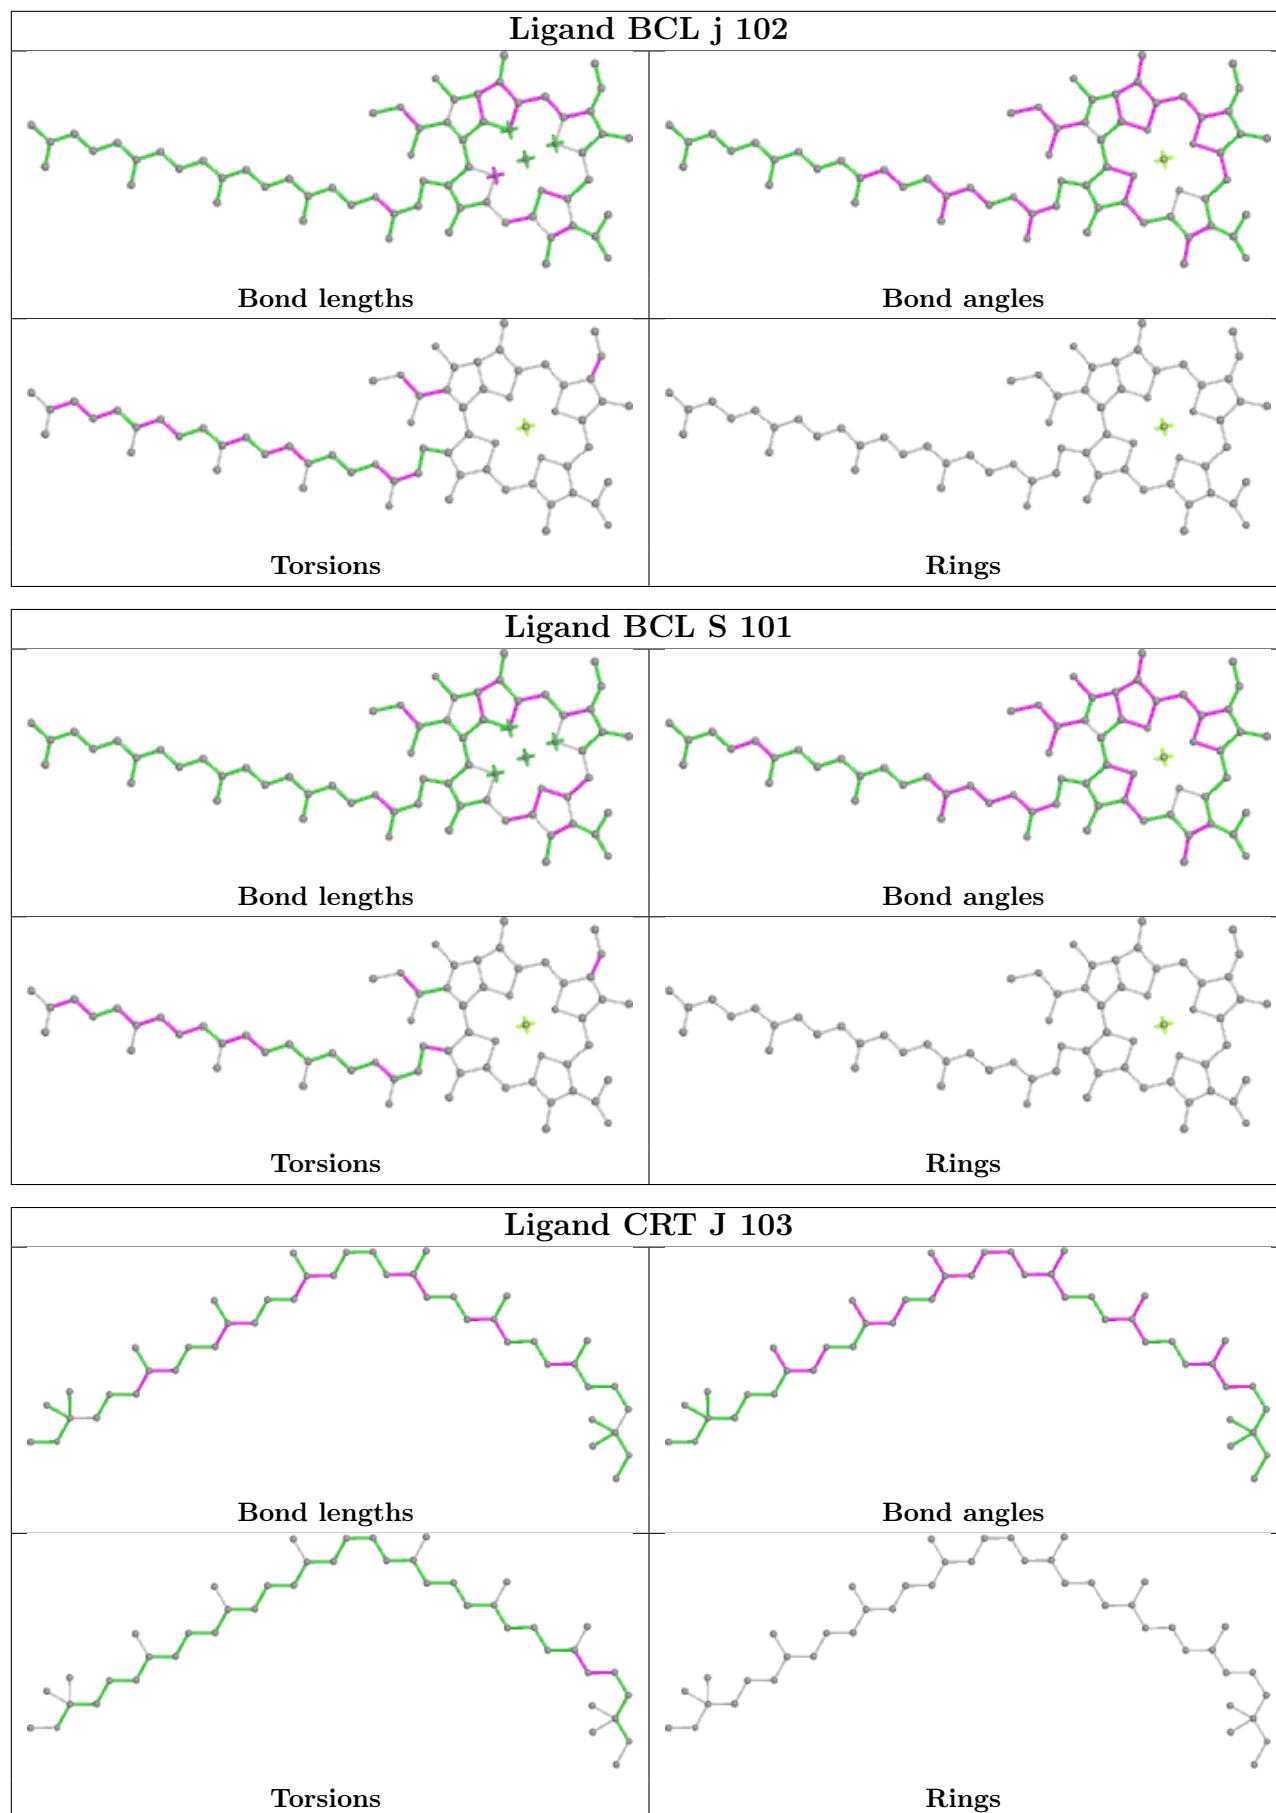 Ligand BCL j 102
Bond lengths
Bond angles
Torsions
Rings
Ligand BCL S 101
Bond lengths
Bond angles
Torsions
Rings
Ligand CRT J 103
Bond lengths
Bond angles
Torsions
Rings